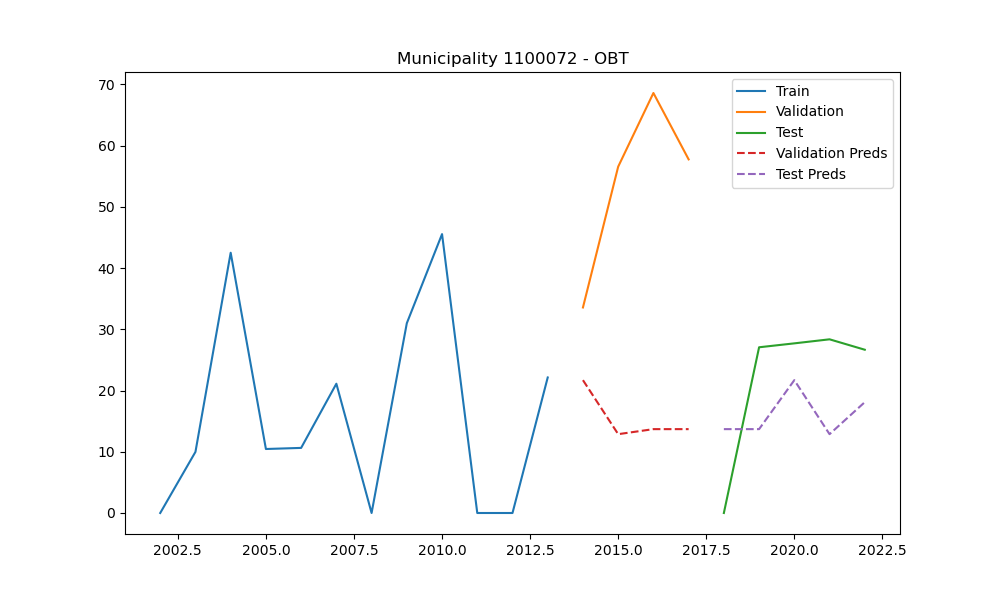 Municipality 1100072 - OBT
70
60
50
40
30
20
10
0
2002.5 2005.0 2007.5 2010.0 2012.5 2015.0 2017.5 2020.0 2022.5
Train
Validation
Test
Validation Preds
Test Preds